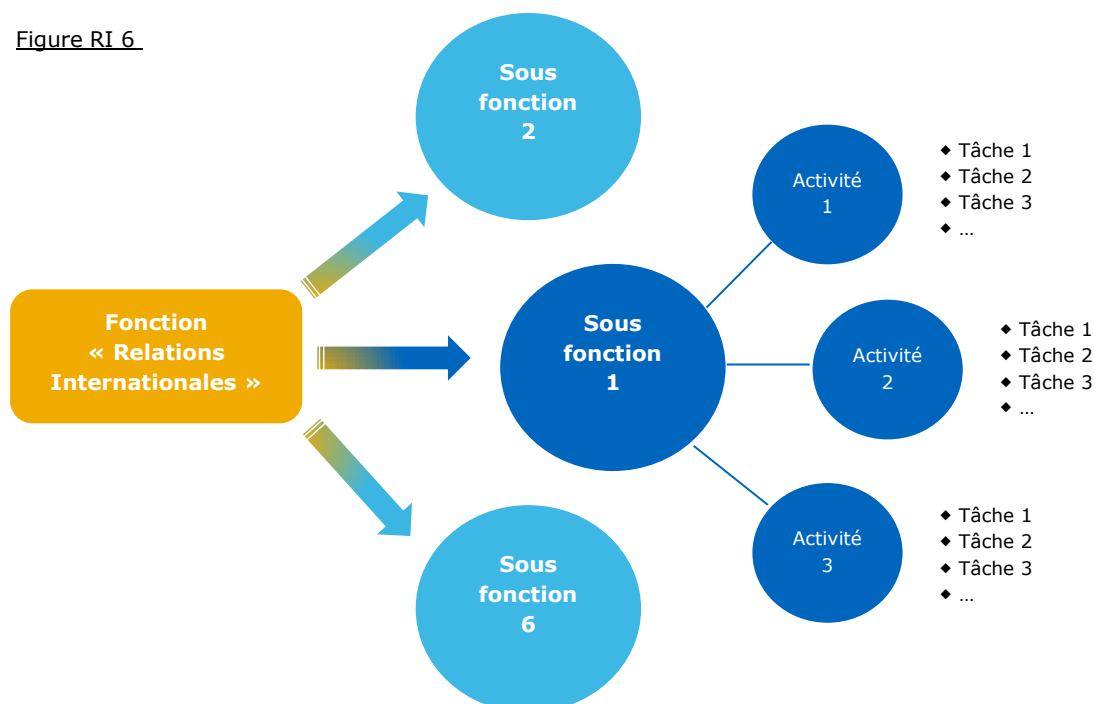 Figure RI 6
Sous
fonction
2
Fonction
« Relations
Internationales »
Sous
fonction
1
Sous
fonction
6
Activité
1
◆ Tâche 1
◆ Tâche 2
◆ Tâche 3
◆ ...
Activité
2
◆ Tâche 1
◆ Tâche 2
◆ Tâche 3
◆ ...
Activité
3
◆ Tâche 1
◆ Tâche 2
◆ Tâche 3
◆ ...